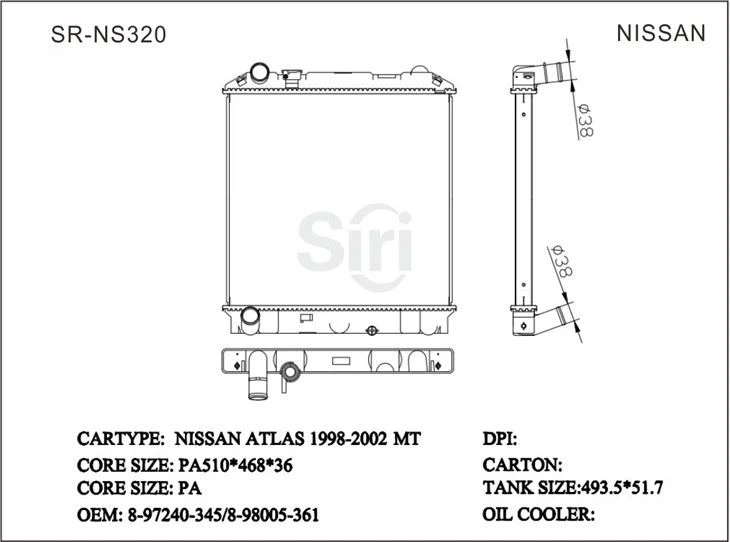 SR-NS320
NISSAN
ø38
ø38
Siri
CARTYPE: NISSAN ATLAS 1998-2002 MT
DPI:
CORE SIZE: PA510*468*36
CARTON:
CORE SIZE: PA
TANK SIZE:493.5*51.7
OEM: 8-97240-345/8-98005-361
OIL COOLER: